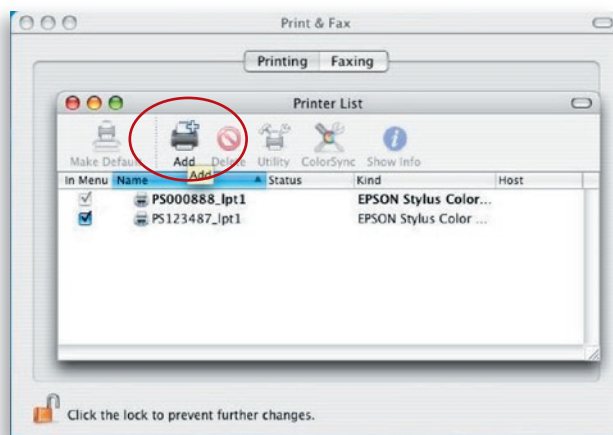 Print & Fax
Printing Faxing
Printer List
Make Default Add Delete Utility ColorSync Show Info
Add
In Menu Name Status Kind Host
PS000888_lpt1 EPSON Stylus Color...
PS123487_lpt1 EPSON Stylus Color ...
Click the lock to prevent further changes.